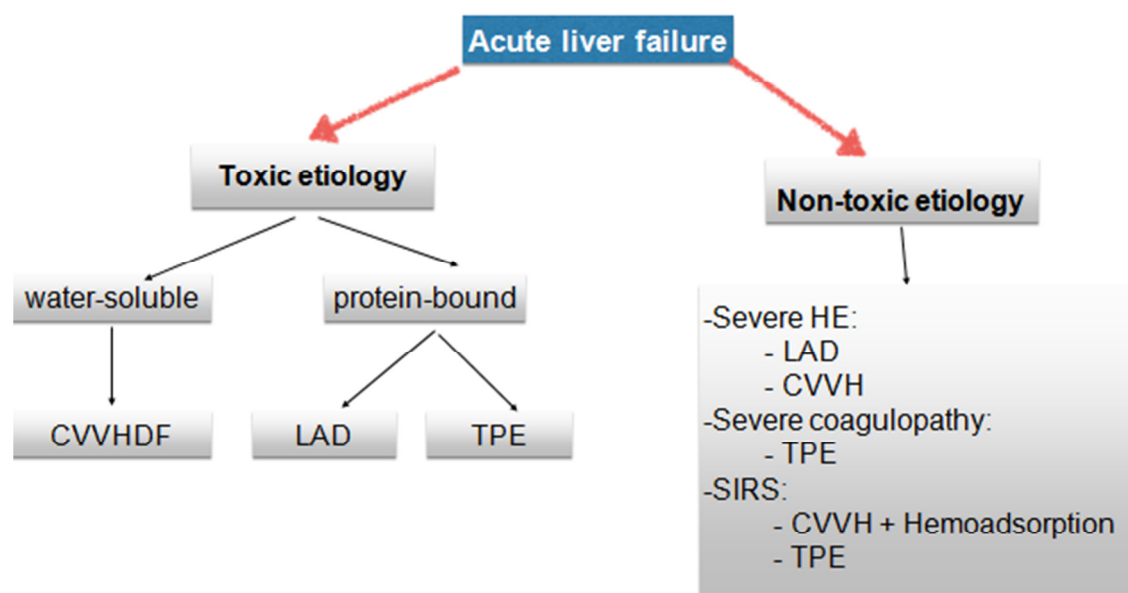 Acute liver failure
Toxic etiology
Non-toxic etiology
water-soluble
protein-bound
CVVHDF
LAD
TPE
-Severe HE:
- LAD
- CVVH
-Severe coagulopathy:
- TPE
-SIRS:
- CVVH + Hemoadsorption
- TPE